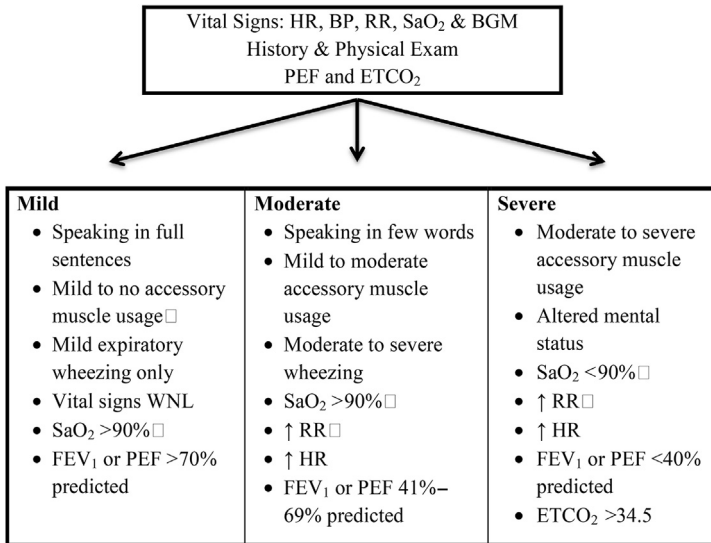 Vital Signs: HR, BP, RR, SaO₂ & BGM
History & Physical Exam
PEF and ETCO₂
Mild
• Speaking in full
sentences
• Mild to no accessory
muscle usage□
• Mild expiratory
wheezing only
• Vital signs WNL
• SaO₂ >90%□
• FEV₁ or PEF >70%
predicted
Moderate
• Speaking in few words
• Mild to moderate
accessory muscle
usage
• Moderate to severe
wheezing
• SaO₂ >90%□
• ↑ RR□
• ↑ HR
• FEV₁ or PEF 41%–
69% predicted
Severe
• Moderate to severe
accessory muscle
usage
• Altered mental
status
• SaO₂ <90%□
• ↑ RR□
• ↑ HR
• FEV₁ or PEF <40%
predicted
• ETCO₂ >34.5